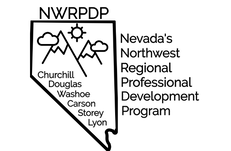 NWRPDP
Churchill
Douglas
Washoe
Carson
Storey
Lyon
Nevada's
Northwest
Regional
Professional
Development
Program